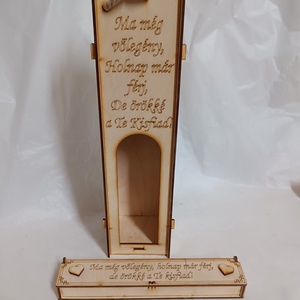 Ma még
vőlegény,
Holnap már
férj,
De örökké
a Te Kisfiad!
Ma még vőlegény, holnap már férj,
de örökké a Te kisfiad!